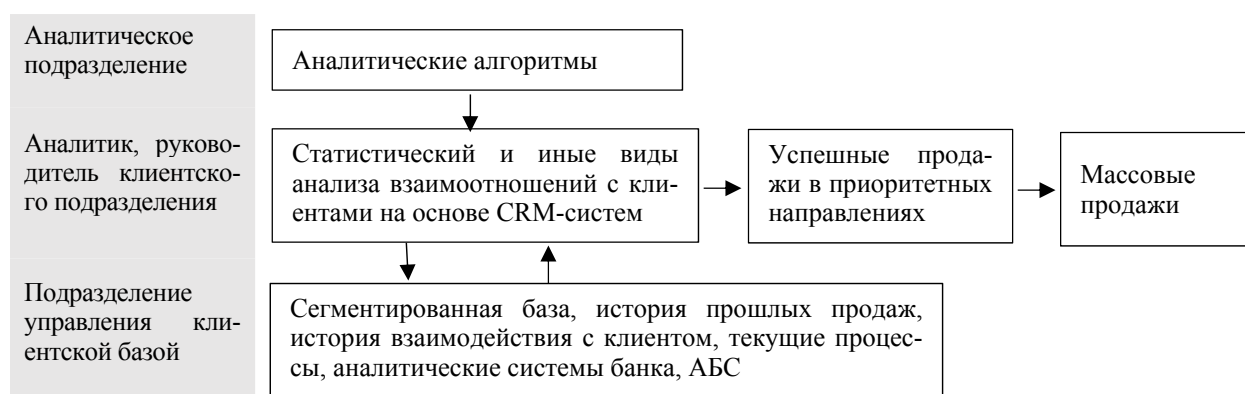 Аналитическое
подразделение
Аналитические алгоритмы
Аналитик, руково-
дитель клиентско-
го подразделения
Статистический и иные виды
анализа взаимоотношений с кли-
ентами на основе CRM-систем
Успешные прода-
жи в приоритетных
направлениях
Массовые
продажи
Подразделение
управления кли-
ентской базой
Сегментированная база, история прошлых продаж,
история взаимодействия с клиентом, текущие процес-
сы, аналитические системы банка, АБС